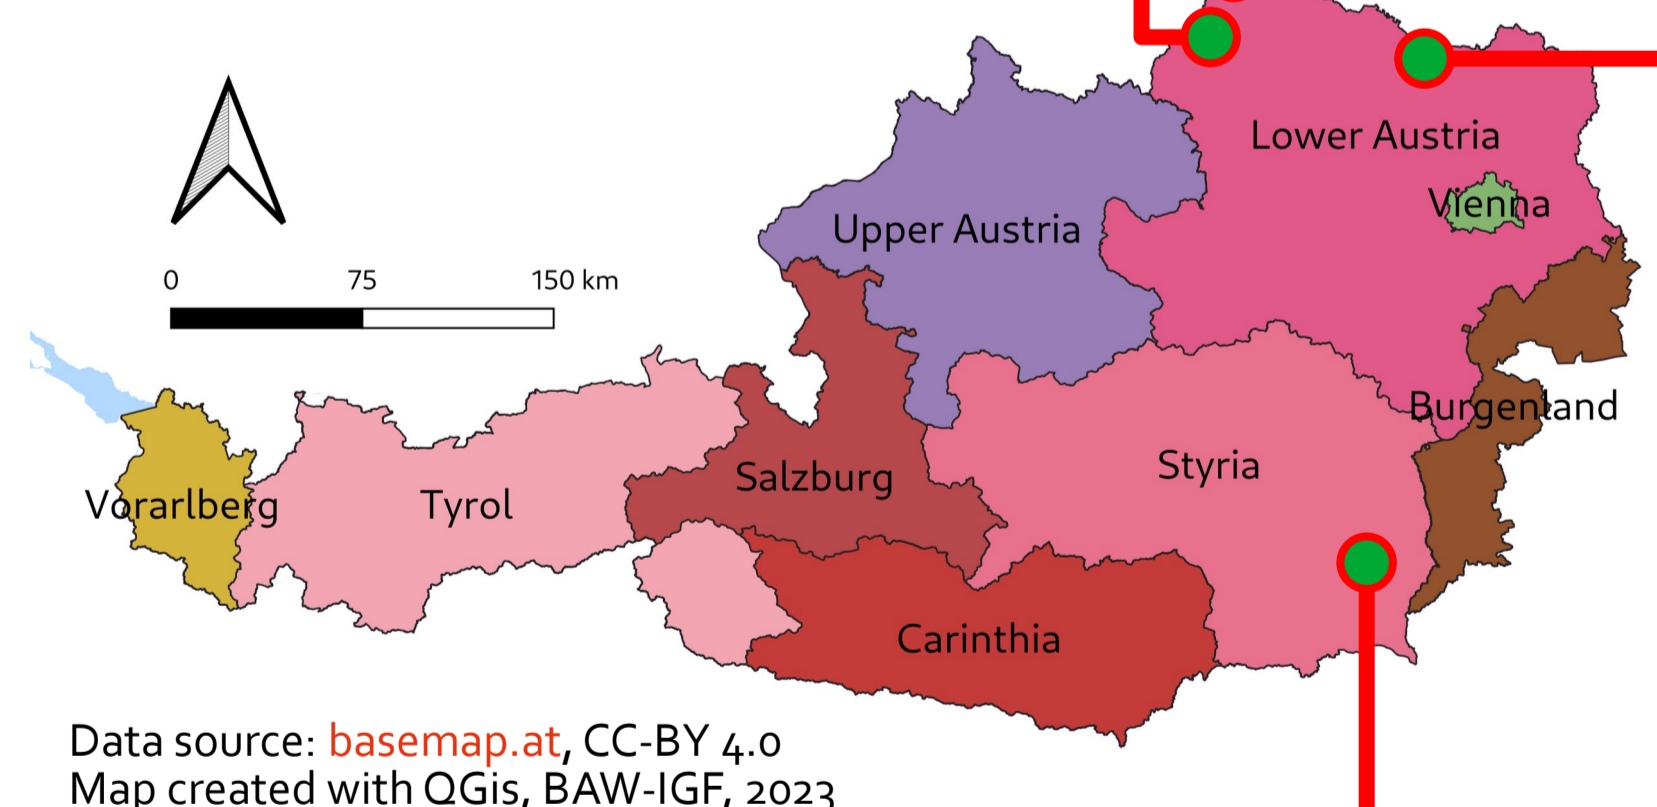 Lower Austria
Vienna
Upper Austria
0 75 150 km
Burgenland
Styria
Salzburg
Vorarlberg
Tyrol
Carinthia
Data source: basemap.at, CC-BY 4.0
Map created with QGis, BAW-IGF, 2023